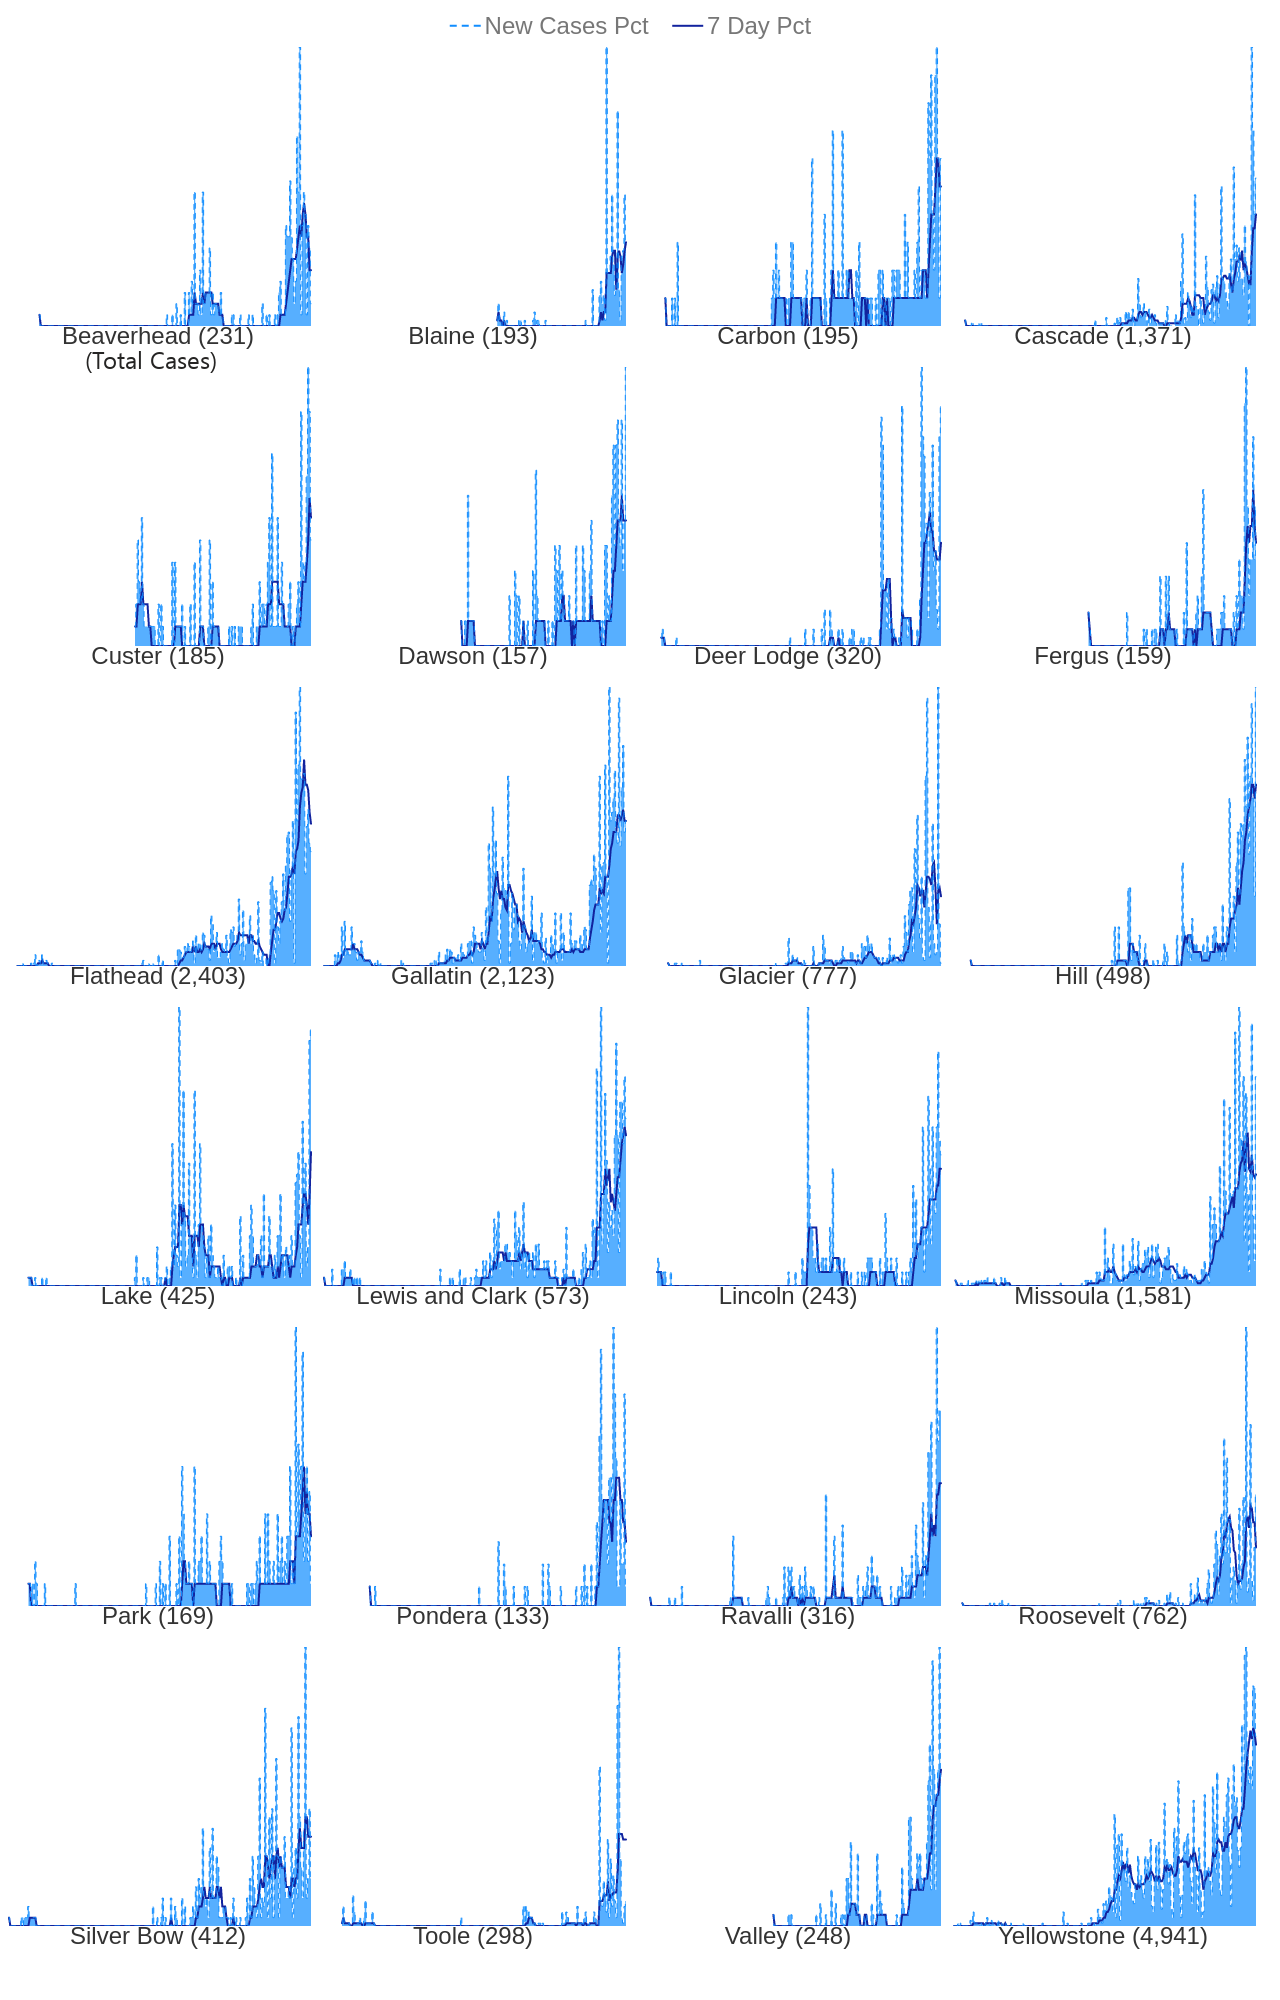 New Cases Pct 7 Day Pct
Beaverhead (231) Blaine (193) Carbon (195) Cascade (1,371)
(Total Cases)
Custer (185) Dawson (157) Deer Lodge (320) Fergus (159)
Flathead (2,403) Gallatin (2,123) Glacier (777) Hill (498)
Lake (425) Lewis and Clark (573) Lincoln (243) Missoula (1,581)
Park (169) Pondera (133) Ravalli (316) Roosevelt (762)
Silver Bow (412) Toole (298) Valley (248) Yellowstone (4,941)